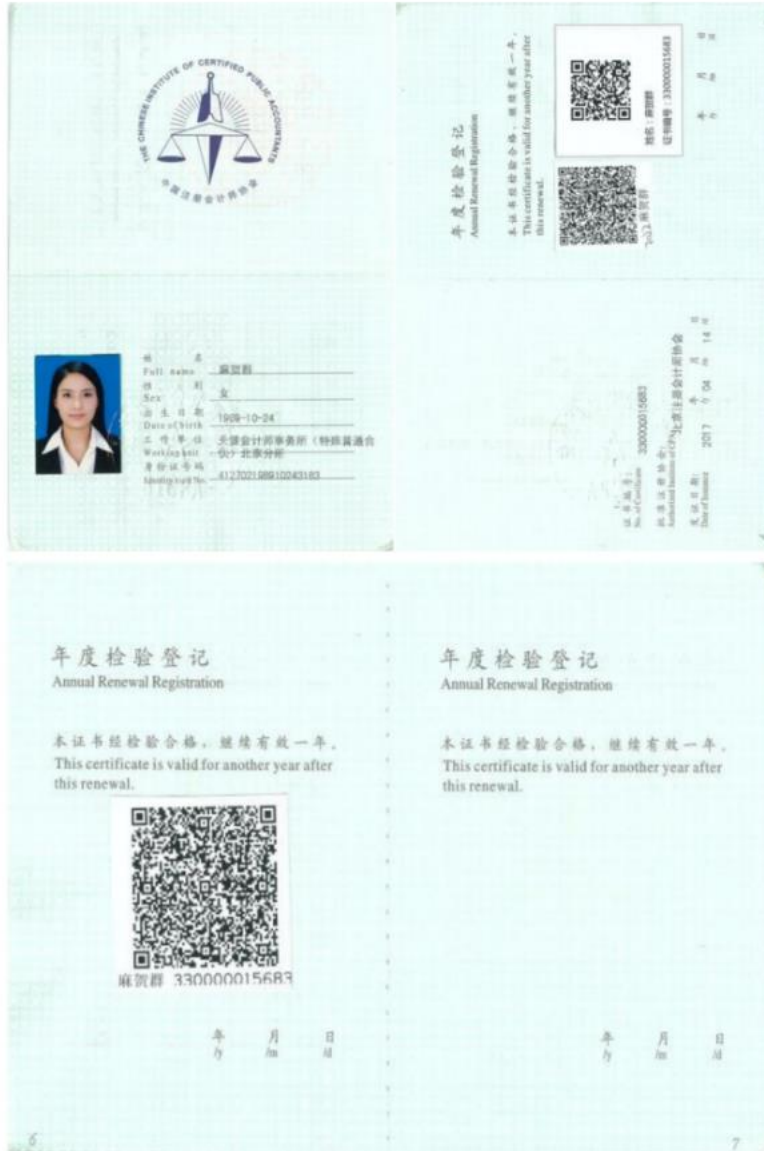 THE CHINESE INSTITUTE OF CERTIFIED PUBLIC ACCOUNTANTS
中国注册会计师协会
姓 名
Full name 麻贺群
性 别
Sex 女
出生日期
Date of birth 1989-10-24
工作单位 天健会计师事务所（特殊普通合
Working unit 伙）北京分所
身份证号码
Identity card No. 412702198910243183
年度检验登记
Annual Renewal Registration
本证书经检验合格，继续有效一年。
This certificate is valid for another year after
this renewal.
姓名：麻贺群
证书编号：330000015683
2022 麻贺群
年 月 日
/y /m /d
证书编号：
No. of Certificate 330000015683
批准注册协会：
Authorized Institute of CPAs 北京注册会计师协会
发证日期：
Date of Issuance 2017 年 /y 04 月 /m 14 日 /d
年度检验登记
Annual Renewal Registration
本证书经检验合格，继续有效一年。
This certificate is valid for another year after
this renewal.
麻贺群 330000015683
年 月 日
/y /m /d
6
年度检验登记
Annual Renewal Registration
本证书经检验合格，继续有效一年。
This certificate is valid for another year after
this renewal.
年 月 日
/y /m /d
7